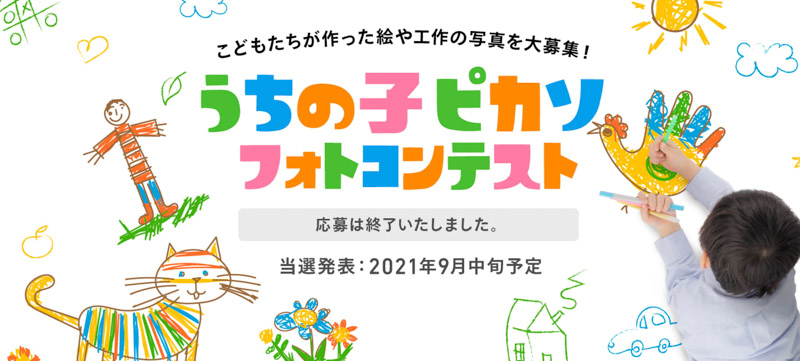 こどもたちが作った絵や工作の写真を大募集!
うちの子ピカソ
フォトコンテスト
応募は終了いたしました。
当選発表:2021年9月中旬予定